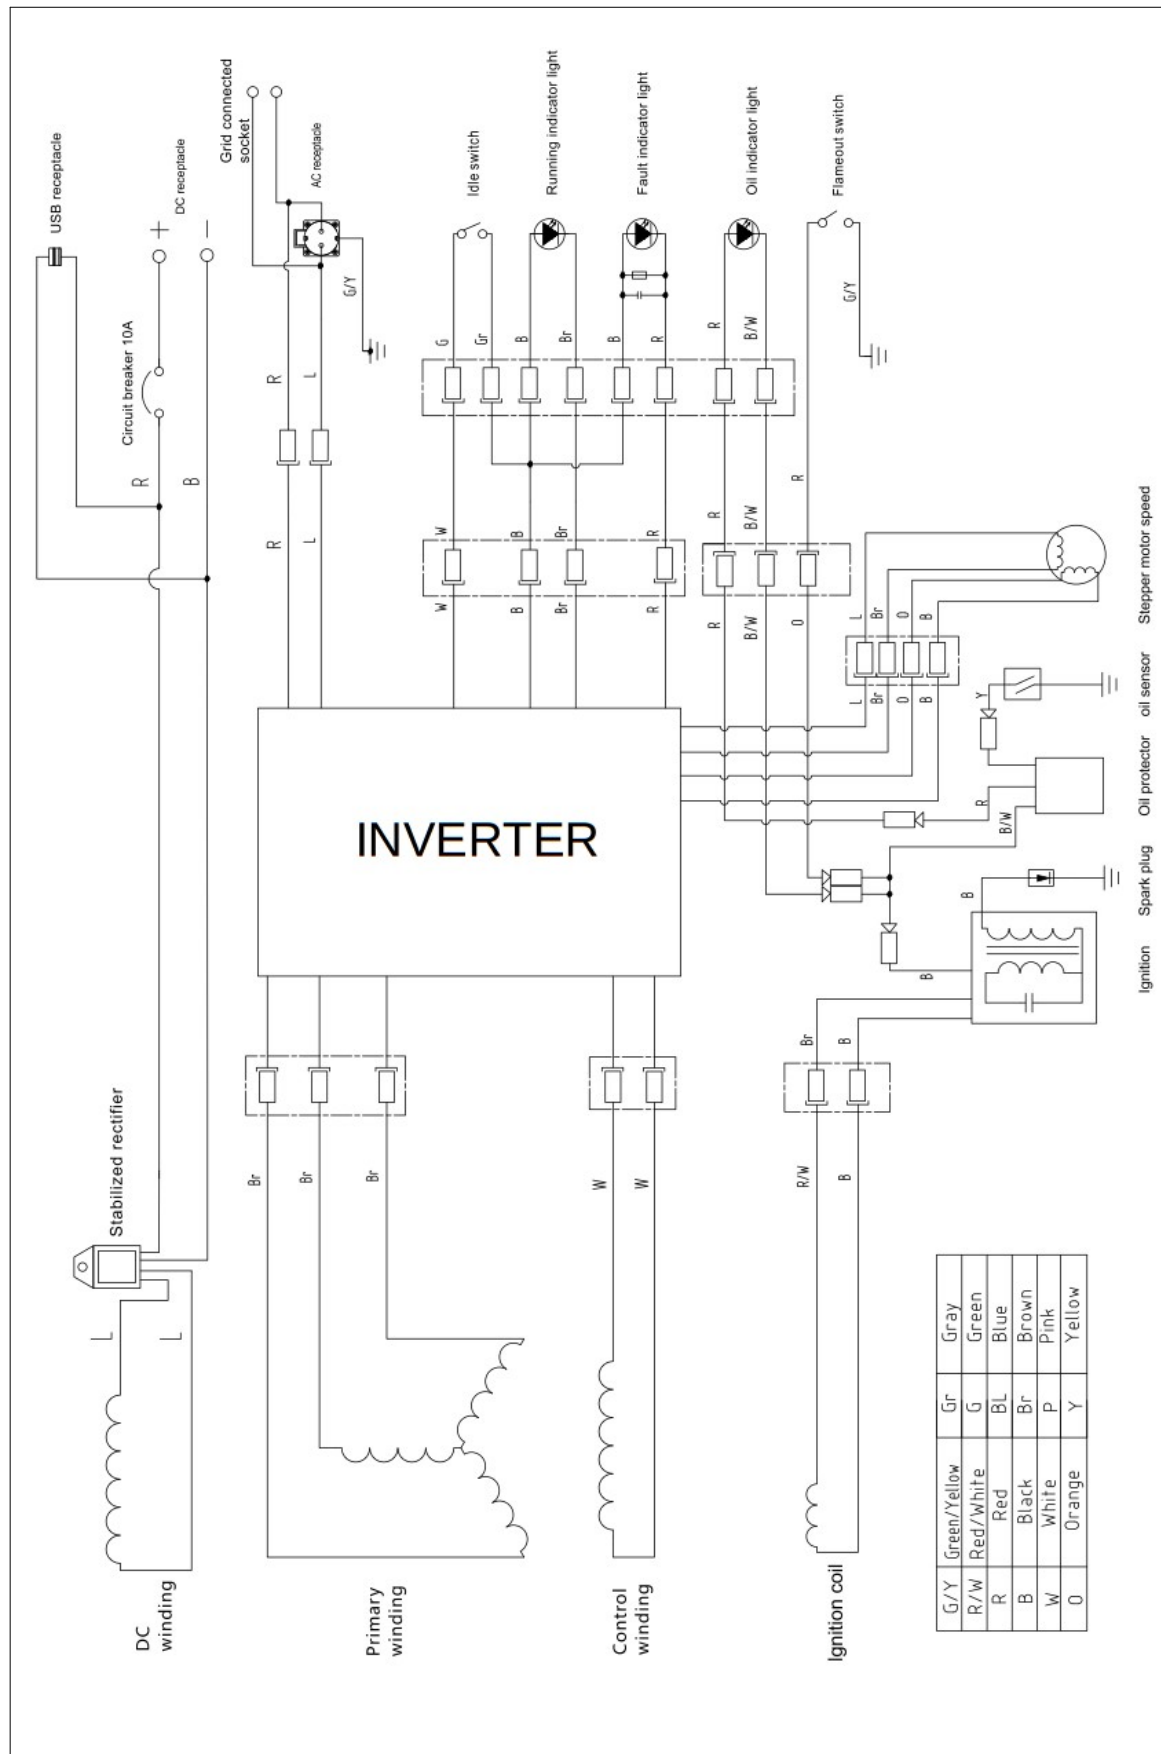 USB receptacle
DC receptacle
+
−
Circuit breaker 10A
R
B
Grid connected
socket
AC receptacle
G/Y
R
L
R
L
Idle switch
Running indicator light
Fault indicator light
Oil indicator light
Flameout switch
G
Gr
B
Br
B
R
R
B/W
G/Y
W
B
Br
R
R
B/W
R
W
B
Br
R
R
B/W
O
L
Br
O
B
L
Br
O
B
Y
R
B/W
B
B
Stepper motor speed
oil sensor
Oil protector
Spark plug
Ignition
INVERTER
Stabilized rectifier
L
L
Br
Br
Br
W
W
Br
B
R/W
B
DC
winding
Primary
winding
Control
winding
Ignition coil
G/Y Green/Yellow Gr Gray
R/W Red/White G Green
R Red BL Blue
B Black Br Brown
W White P Pink
O Orange Y Yellow